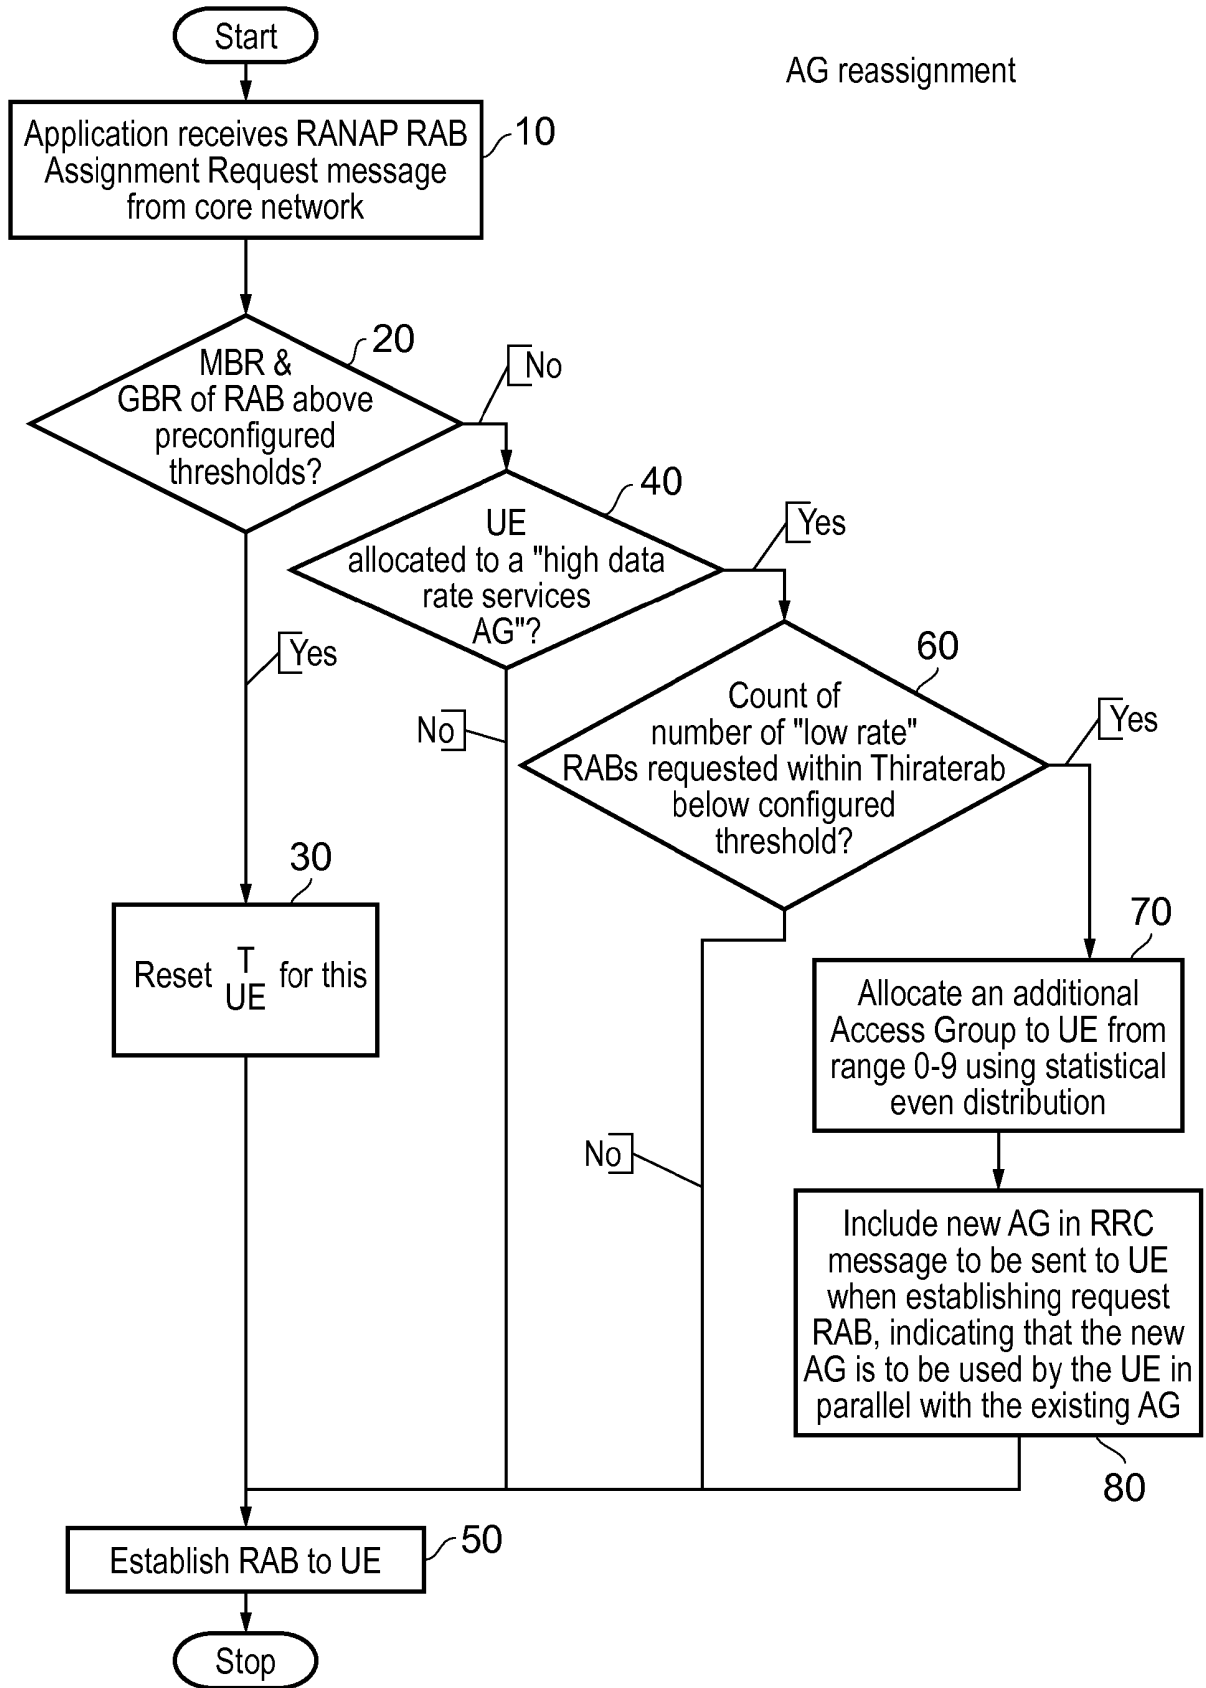 Start
AG reassignment
Application receives RANAP RAB
Assignment Request message
from core network
10
MBR &
GBR of RAB above
preconfigured
thresholds?
20
No
UE
allocated to a "high data
rate services
AG"?
40
Yes
Yes
No
Count of
number of "low rate"
RABs requested within Thiraterab
below configured
threshold?
60
Yes
30
Reset T for this
UE
70
Allocate an additional
Access Group to UE from
range 0-9 using statistical
even distribution
No
Include new AG in RRC
message to be sent to UE
when establishing request
RAB, indicating that the new
AG is to be used by the UE in
parallel with the existing AG
80
Establish RAB to UE
50
Stop